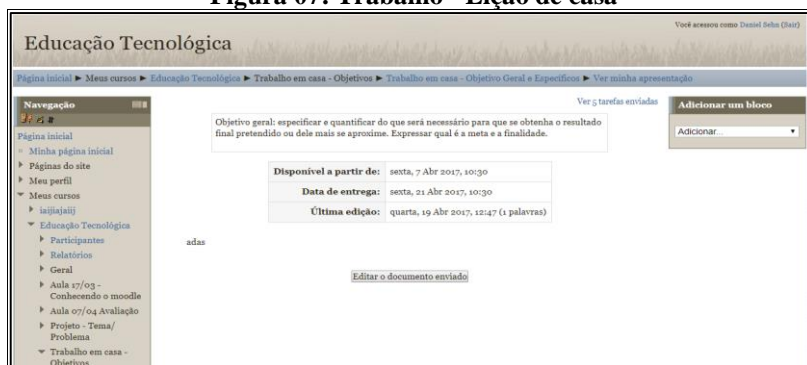 Figura 07: Trabalho - Lição de casa
Você acessou como Daniel Sehn (Sair)
Educação Tecnológica
Página inicial ► Meus cursos ► Educação Tecnológica ► Trabalho em casa - Objetivos ► Trabalho em casa - Objetivo Geral e Específicos ► Ver minha apresentação
Navegação
Página inicial
Minha página inicial
Páginas do site
Meu perfil
Meus cursos
iaijiajaiij
Educação Tecnológica
Participantes
Relatórios
Geral
Aula 17/03 -
Conhecendo o moodle
Aula 07/04 Avaliação
Projeto - Tema/
Problema
Trabalho em casa -
Objetivos
Ver 5 tarefas enviadas
Objetivo geral: especificar e quantificar do que será necessário para que se obtenha o resultado
final pretendido ou dele mais se aproxime. Expressar qual é a meta e a finalidade.
Disponível a partir de: sexta, 7 Abr 2017, 10:30
Data de entrega: sexta, 21 Abr 2017, 10:30
Última edição: quarta, 19 Abr 2017, 12:47 (1 palavras)
adas
Editar o documento enviado
Adicionar um bloco
Adicionar...